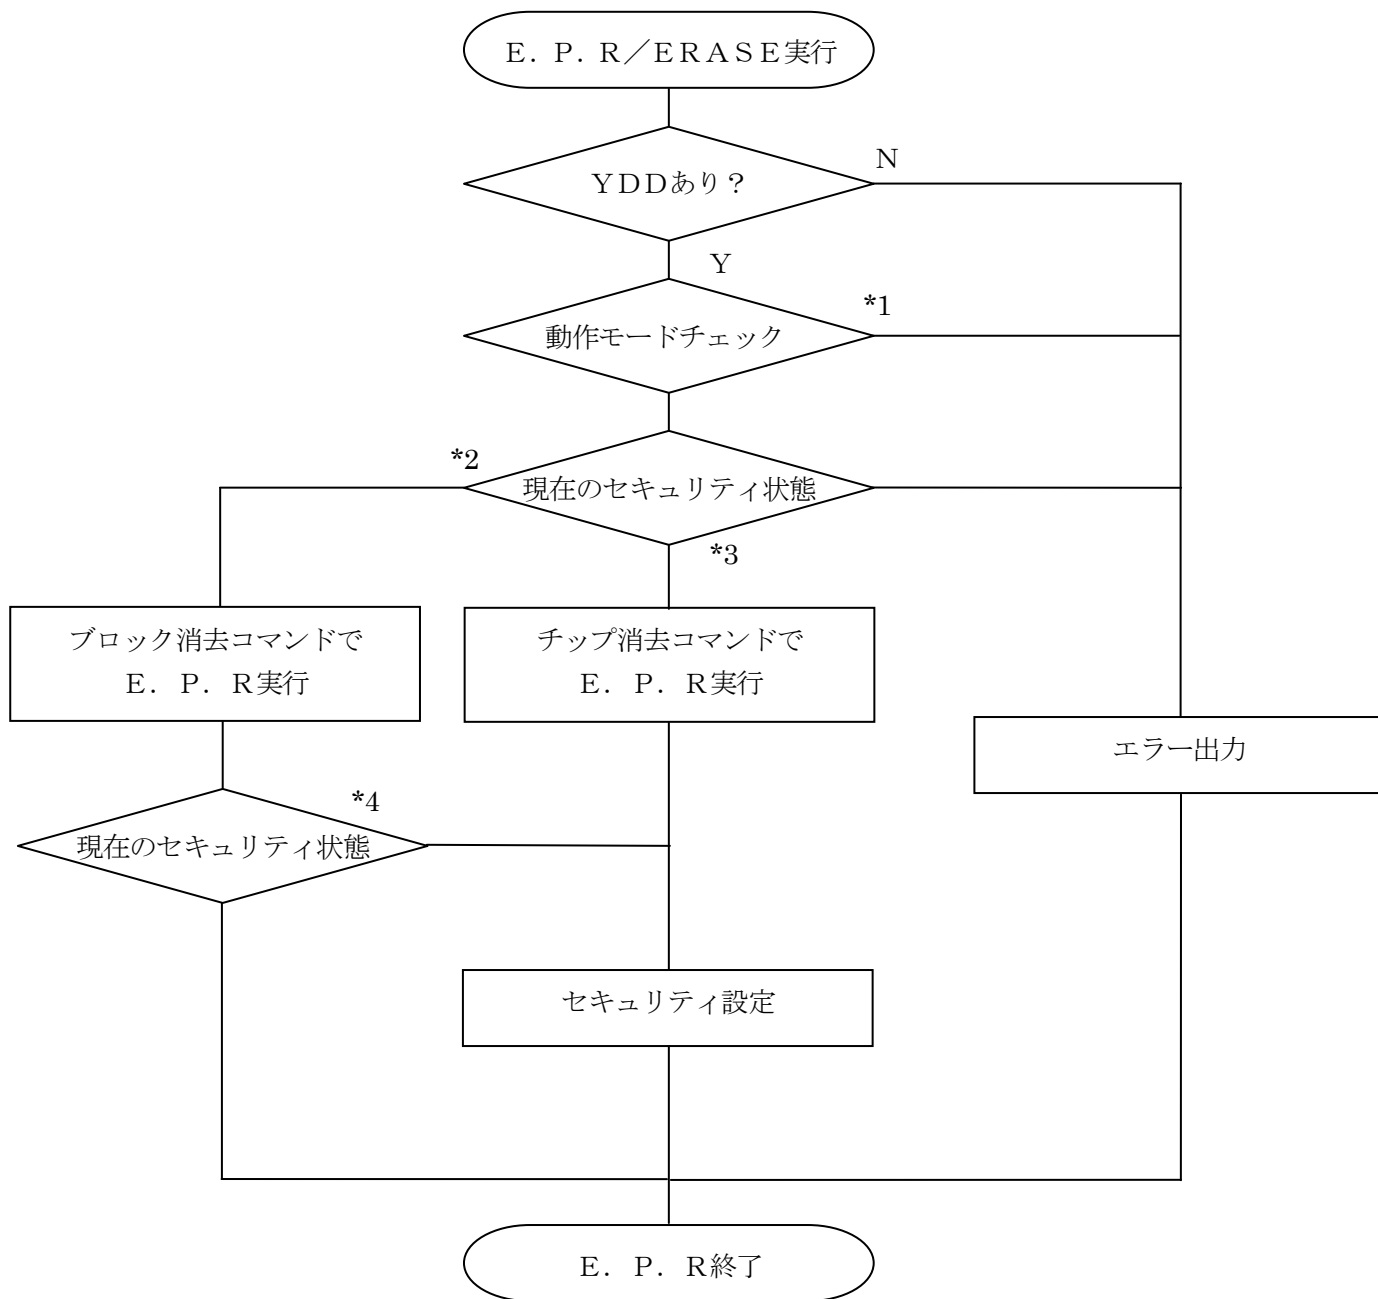 E. P. R/ERASE実行
N
YDDあり?
Y
*1
動作モードチェック
*2
現在のセキュリティ状態
*3
ブロック消去コマンドで
E. P. R実行
チップ消去コマンドで
E. P. R実行
エラー出力
*4
現在のセキュリティ状態
セキュリティ設定
E. P. R終了